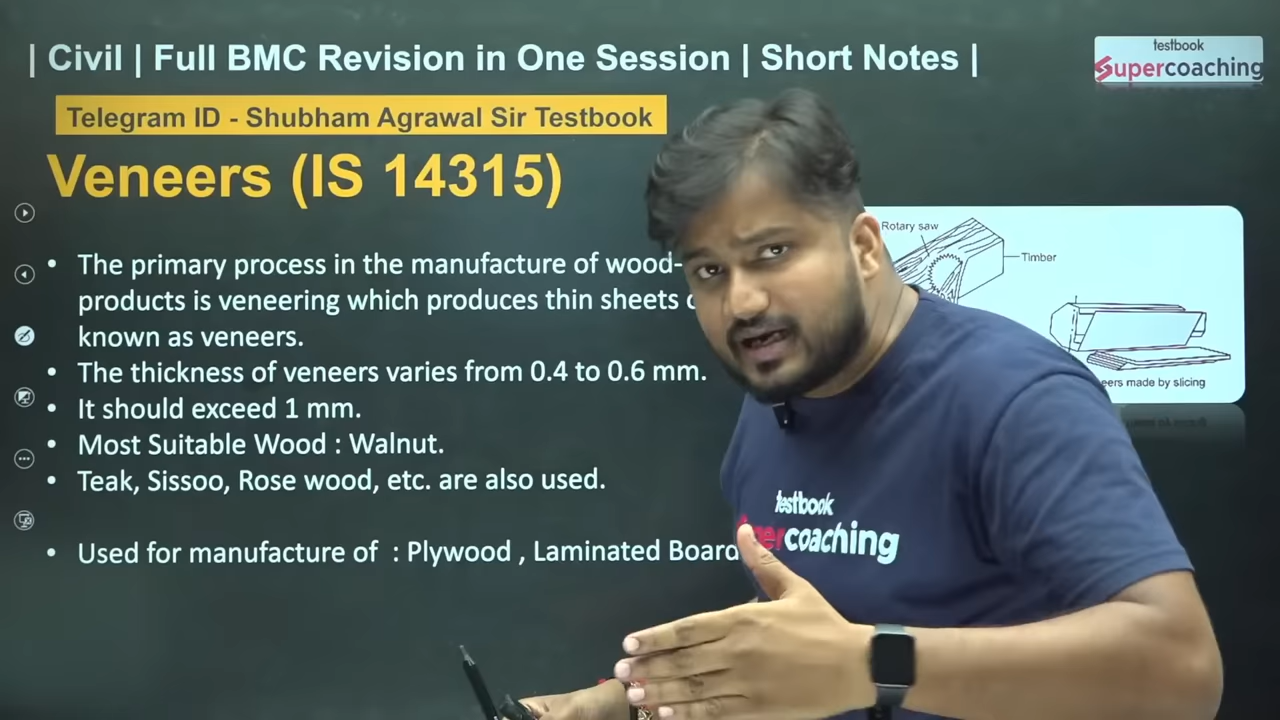 | Civil | Full BMC Revision in One Session | Short Notes |
testbook
Supercoaching
Telegram ID - Shubham Agrawal Sir Testbook
Veneers (IS 14315)
• The primary process in the manufacture of wood-
products is veneering which produces thin sheets
known as veneers.
• The thickness of veneers varies from 0.4 to 0.6 mm.
• It should exceed 1 mm.
• Most Suitable Wood : Walnut.
• Teak, Sissoo, Rose wood, etc. are also used.
• Used for manufacture of : Plywood , Laminated Board
Rotary saw
Timber
made by slicing
testbook
coaching